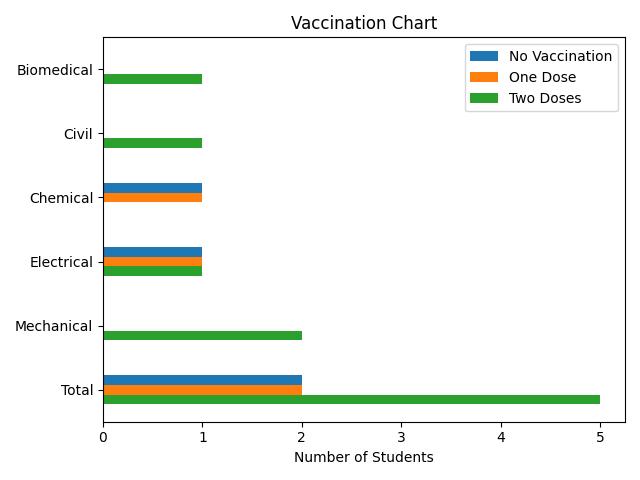 Vaccination Chart
No Vaccination
One Dose
Two Doses
Biomedical
Civil
Chemical
Electrical
Mechanical
Total
0 1 2 3 4 5
Number of Students